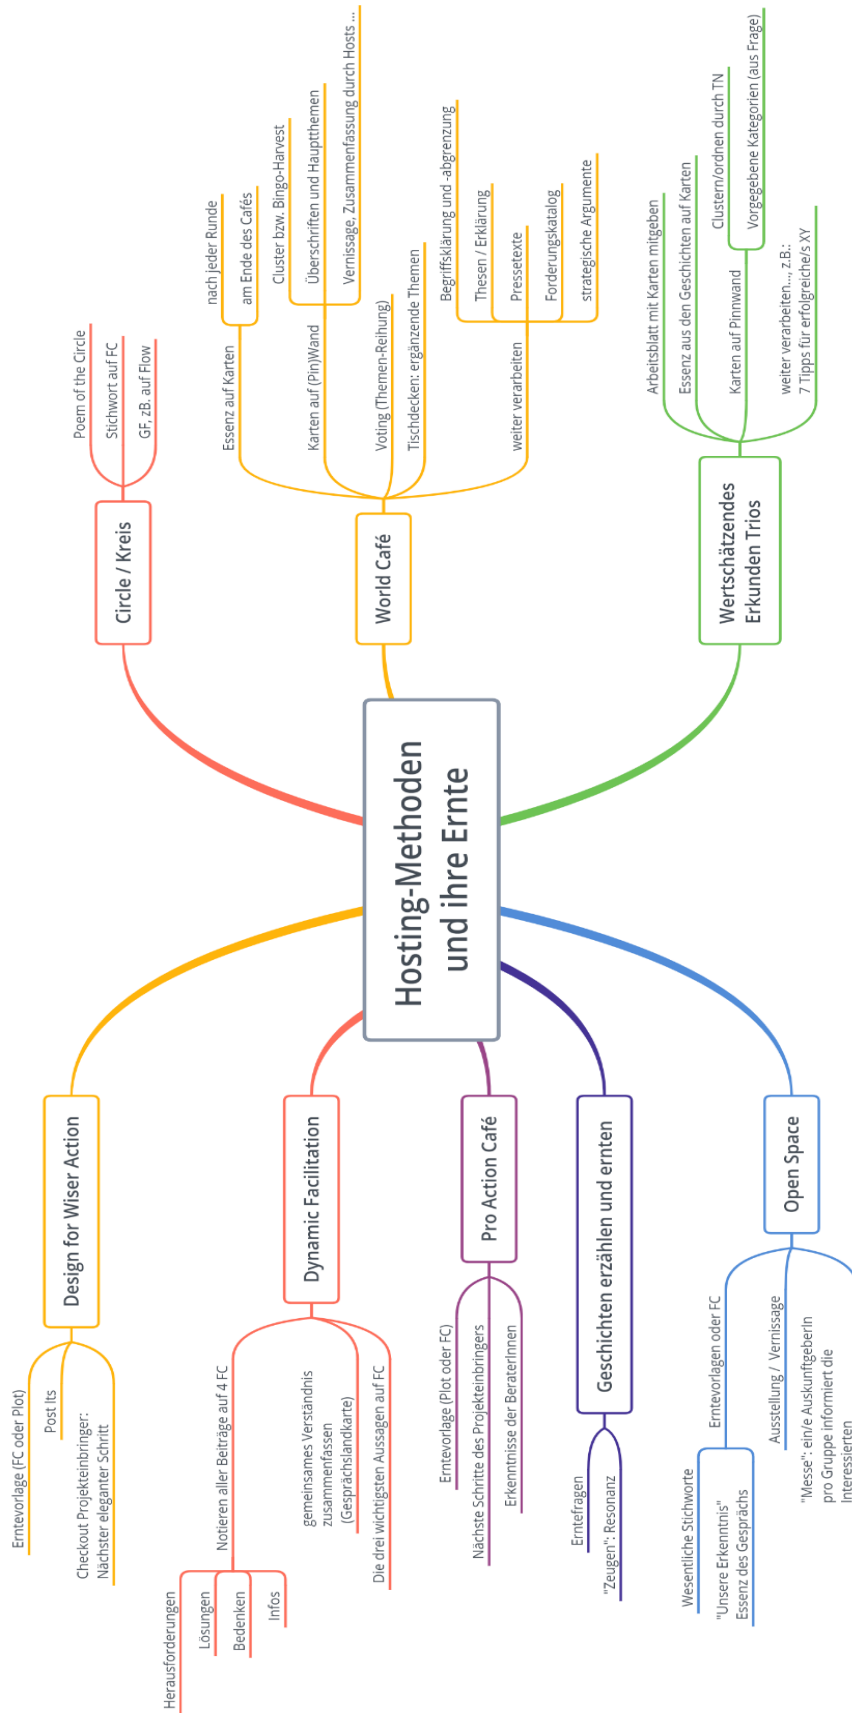 Hosting-Methoden
und ihre Ernte
Circle / Kreis
Poem of the Circle
Stichwort auf FC
GF, zB. auf Flow
World Café
Essenz auf Karten
nach jeder Runde
am Ende des Cafés
Karten auf (Pin)Wand
Cluster bzw. Bingo-Harvest
Überschriften und Hauptthemen
Vernissage, Zusammenfassung durch Hosts ...
Voting (Themen-Reihung)
Tischdecken: ergänzende Themen
weiter verarbeiten
Begriffsklärung und -abgrenzung
Thesen / Erklärung
Pressetexte
Forderungskatalog
strategische Argumente
Wertschätzendes
Erkunden Trios
Arbeitsblatt mit Karten mitgeben
Essenz aus den Geschichten auf Karten
Karten auf Pinnwand
Clustern/ordnen durch TN
Vorgegebene Kategorien (aus Frage)
weiter verarbeiten..., z.B.:
7 Tipps für erfolgreiche/s XY
Design for Wiser Action
Erntevorlage (FC oder Plot)
Post Its
Checkout Projekteinbringer:
Nächster eleganter Schritt
Dynamic Facilitation
Notieren aller Beiträge auf 4 FC
Herausforderungen
Lösungen
Bedenken
Infos
gemeinsames Verständnis
zusammenfassen
(Gesprächslandkarte)
Die drei wichtigsten Aussagen auf FC
Pro Action Café
Erntevorlage (Plot oder FC)
Nächste Schritte des Projekteinbringers
Erkenntnisse der BeraterInnen
Geschichten erzählen und ernten
Erntefragen
"Zeugen": Resonanz
Open Space
Erntevorlagen oder FC
Wesentliche Stichworte
"Unsere Erkenntnis"
Essenz des Gesprächs
Ausstellung / Vernissage
"Messe": ein/e AuskunftgeberIn
pro Gruppe informiert die
Interessierten